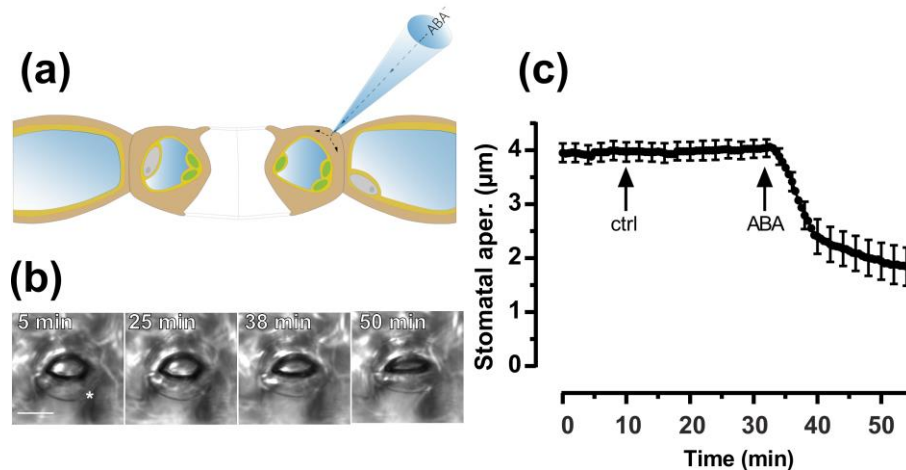 (a)
ABA
(b)
5 min
25 min
38 min
50 min
*
(c)
Stomatal aper. (µm)
4
3
2
1
0
ctrl
ABA
0
10
20
30
40
50
Time (min)